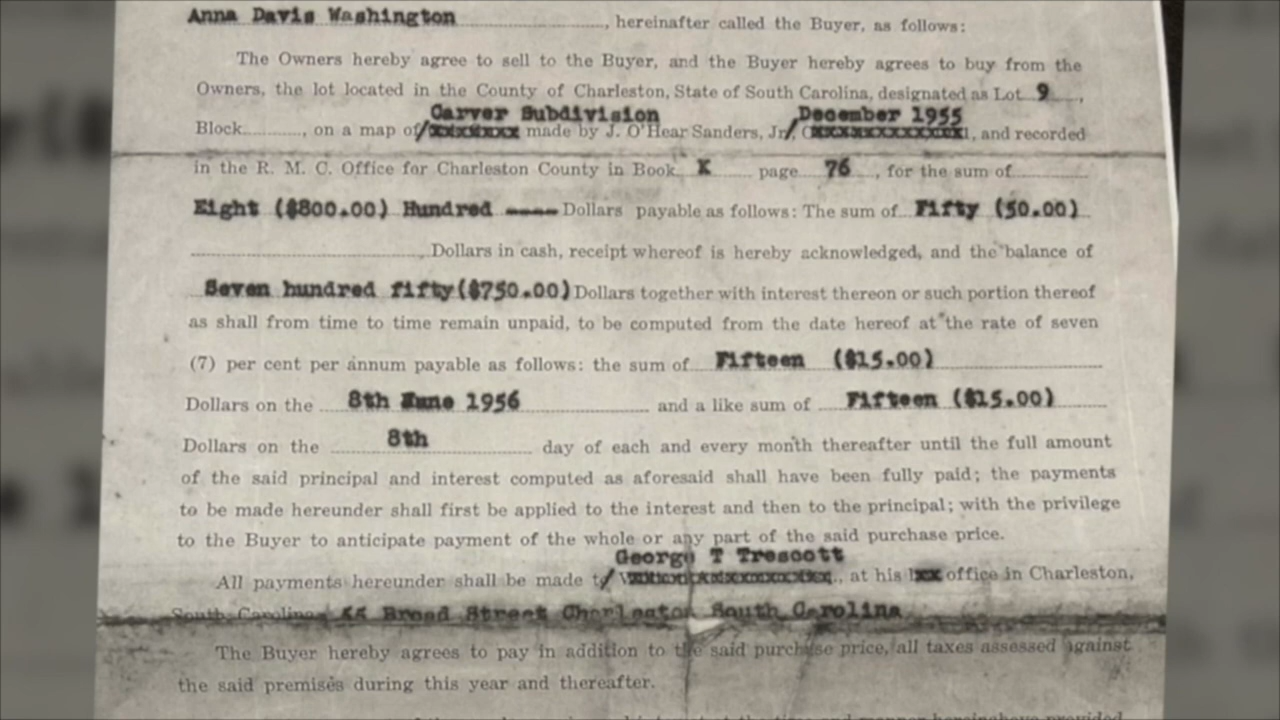 Anna Davis Washington, hereinafter called the Buyer, as follows:
The Owners hereby agree to sell to the Buyer, and the Buyer hereby agrees to buy from the
Owners, the lot located in the County of Charleston, State of South Carolina, designated as Lot 9,
Carver Subdivision December 1955
Block, on a map of made by J. O'Hear Sanders, Jr, and recorded
in the R. M. C. Office for Charleston County in Book K page 76, for the sum of
Eight ($800.00) Hundred ---- Dollars payable as follows: The sum of Fifty (50.00)
Dollars in cash, receipt whereof is hereby acknowledged, and the balance of
Seven hundred fifty($750.00) Dollars together with interest thereon or such portion thereof
as shall from time to time remain unpaid, to be computed from the date hereof at the rate of seven
(7) per cent per annum payable as follows: the sum of Fifteen ($15.00)
Dollars on the 8th June 1956 and a like sum of Fifteen ($15.00)
Dollars on the 8th day of each and every month thereafter until the full amount
of the said principal and interest computed as aforesaid shall have been fully paid; the payments
to be made hereunder shall first be applied to the interest and then to the principal; with the privilege
to the Buyer to anticipate payment of the whole or any part of the said purchase price.
George T Trescott
All payments hereunder shall be made to, at his office in Charleston,
South Carolina Broad Street Charleston South Carolina
The Buyer hereby agrees to pay in addition to the said purchase price, all taxes assessed against
the said premises during this year and thereafter.